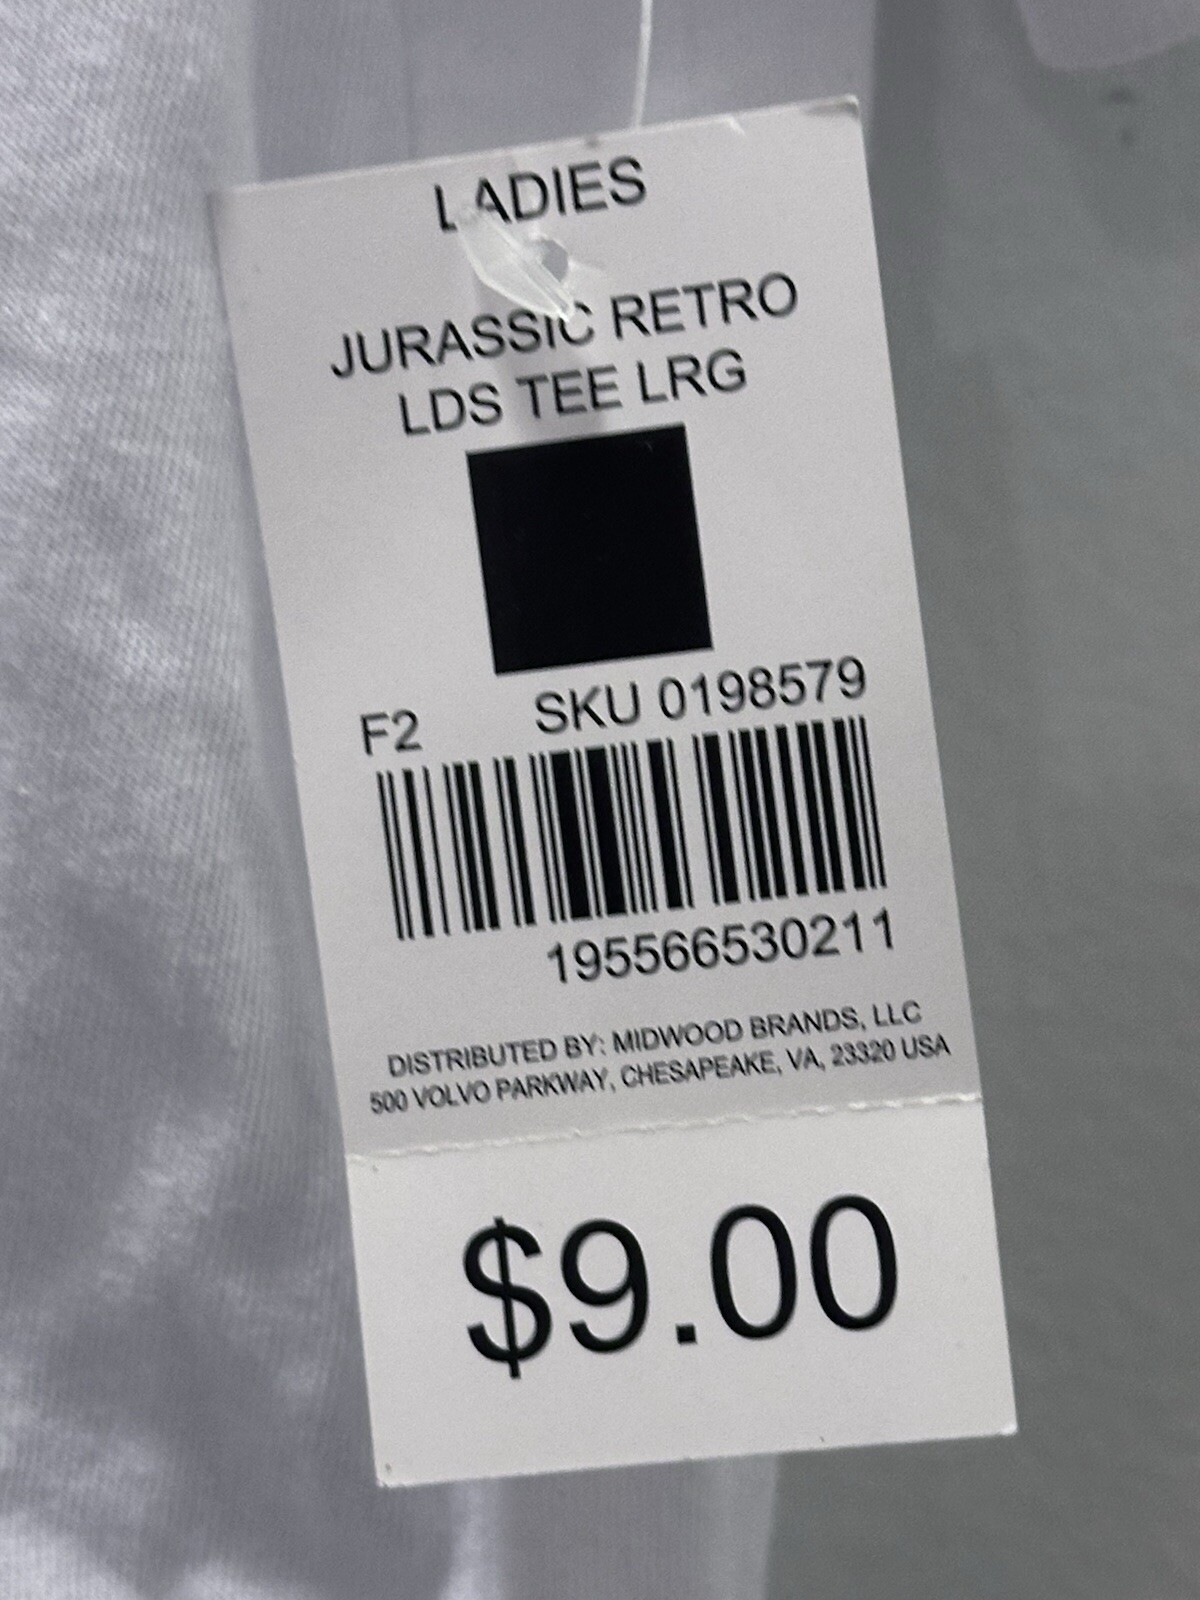 LADIES
JURASSIC RETRO
LDS TEE LRG
F2 SKU 0198579
195566530211
DISTRIBUTED BY: MIDWOOD BRANDS, LLC
500 VOLVO PARKWAY, CHESAPEAKE, VA, 23320 USA
$9.00